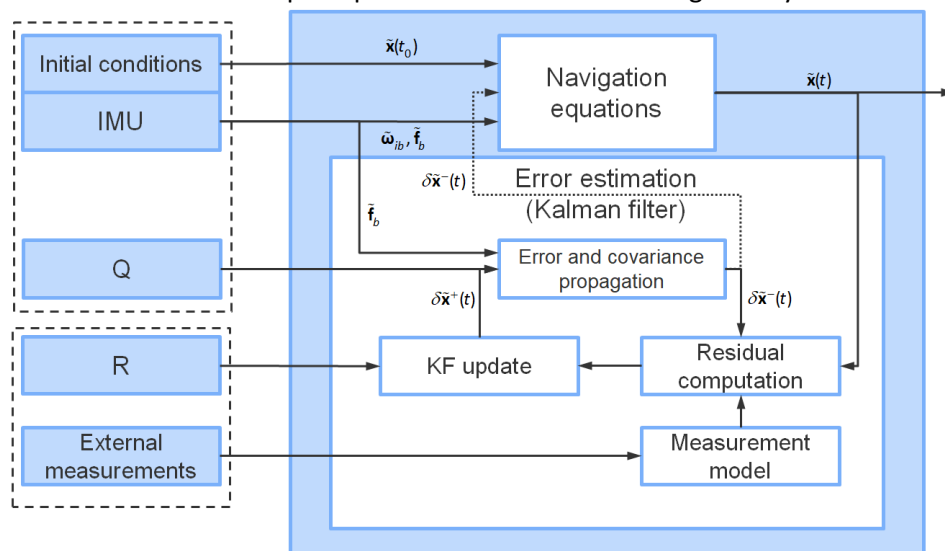 Initial conditions
IMU
Q
R
External
measurements
x̃(t₀)
Navigation
equations
x̃(t)
ω̃ᵢb, f̃b
δx̃⁻(t)
Error estimation
(Kalman filter)
f̃b
Error and covariance
propagation
δx̃⁺(t)
δx̃⁻(t)
KF update
Residual
computation
Measurement
model